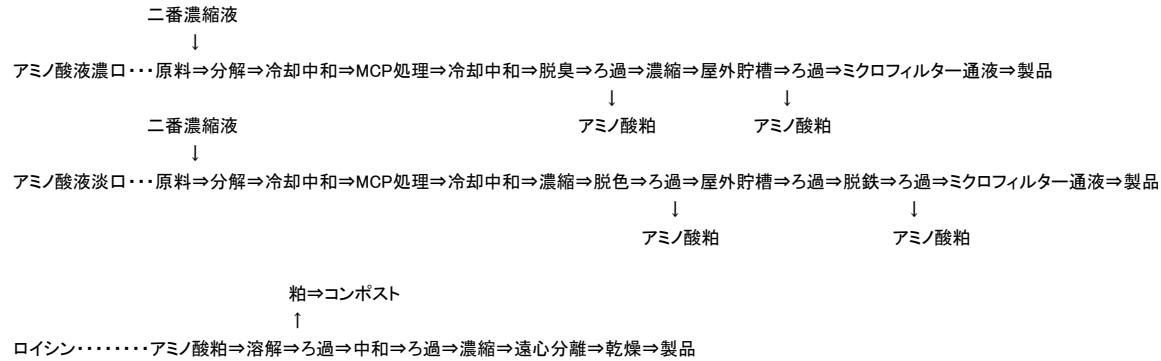 二番濃縮液
↓
アミノ酸液濃口・・・原料⇒分解⇒冷却中和⇒MCP処理⇒冷却中和⇒脱臭⇒ろ過⇒濃縮⇒屋外貯槽⇒ろ過⇒ミクロフィルター通液⇒製品
↓ ↓
二番濃縮液 アミノ酸粕 アミノ酸粕
↓
アミノ酸液淡口・・・原料⇒分解⇒冷却中和⇒MCP処理⇒冷却中和⇒濃縮⇒脱色⇒ろ過⇒屋外貯槽⇒ろ過⇒脱鉄⇒ろ過⇒ミクロフィルター通液⇒製品
↓ ↓
アミノ酸粕 アミノ酸粕
粕⇒コンポスト
↑
ロイシン・・・・・・・・アミノ酸粕⇒溶解⇒ろ過⇒中和⇒ろ過⇒濃縮⇒遠心分離⇒乾燥⇒製品